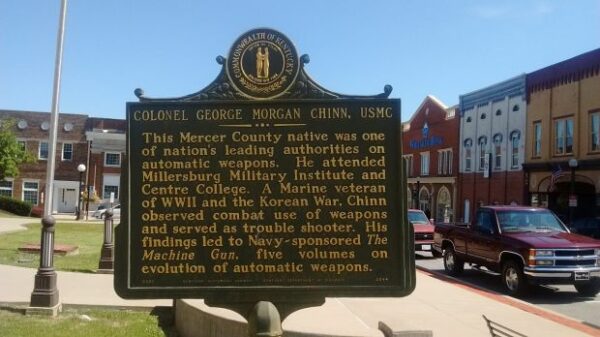 COMMONWEALTH OF KENTUCKY
COLONEL GEORGE MORGAN CHINN, USMC
This Mercer County native was one
of nation's leading authorities on
automatic weapons. He attended
Millersburg Military Institute and
Centre College. A Marine veteran
of WWII and the Korean War, Chinn
observed combat use of weapons
and served as trouble shooter. His
findings led to Navy-sponsored The
Machine Gun, five volumes on
evolution of automatic weapons.